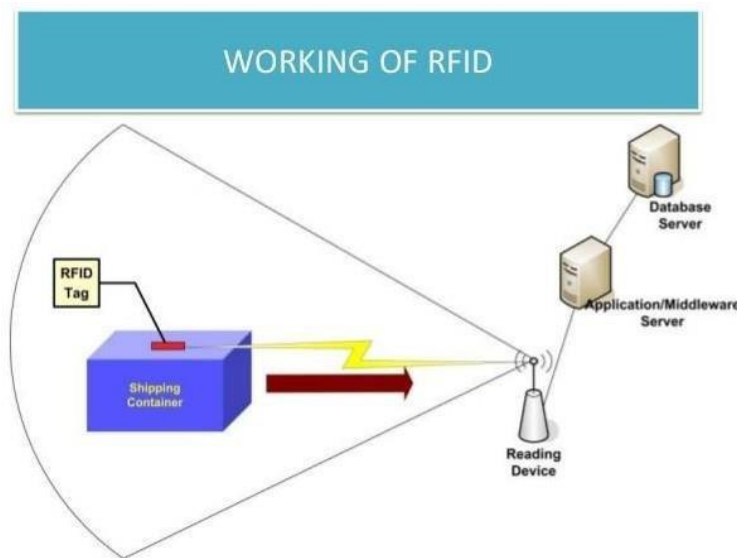 WORKING OF RFID
Database
Server
RFID
Tag
Application/Middleware
Server
Shipping
Container
Reading
Device